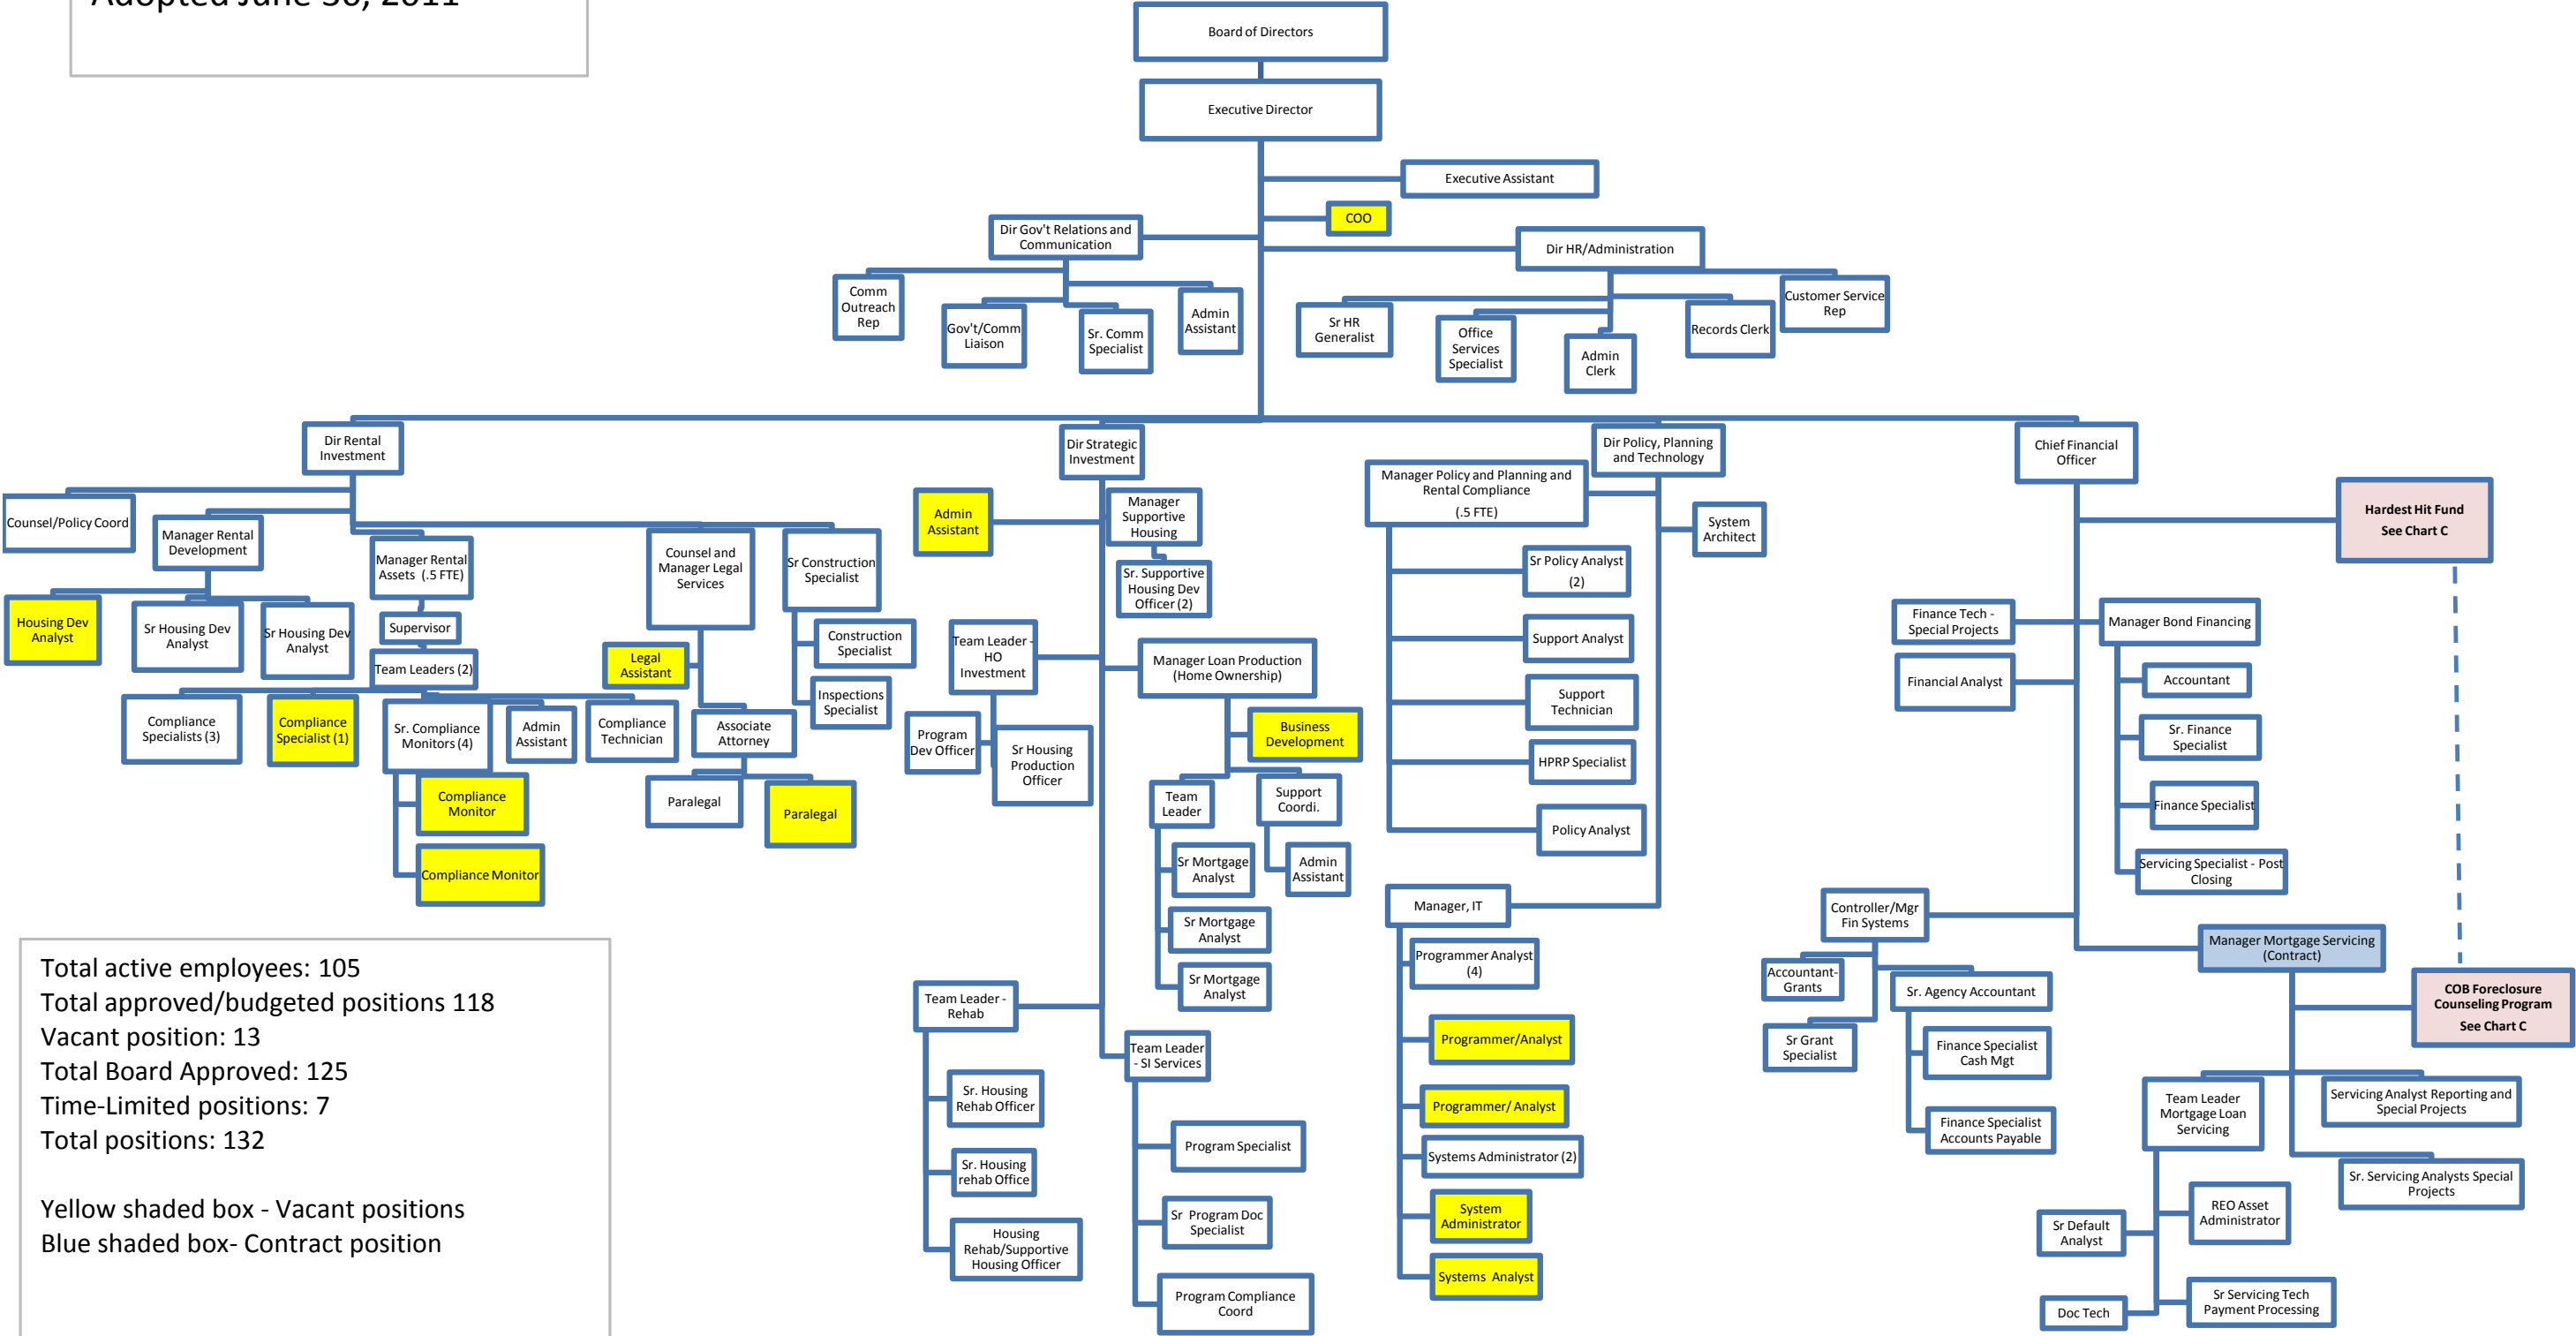 Adopted June 30, 2011
Board of Directors
Executive Director
Executive Assistant
COO
Dir Gov't Relations and
Communication
Dir HR/Administration
Comm
Outreach
Rep
Gov't/Comm
Liaison
Sr. Comm
Specialist
Admin
Assistant
Sr HR
Generalist
Office
Services
Specialist
Admin
Clerk
Records Clerk
Customer Service
Rep
Dir Rental
Investment
Dir Strategic
Investment
Dir Policy, Planning
and Technology
Chief Financial
Officer
Counsel/Policy Coord
Manager Rental
Development
Manager Rental
Assets (.5 FTE)
Counsel and
Manager Legal
Services
Sr Construction
Specialist
Housing Dev
Analyst
Sr Housing Dev
Analyst
Sr Housing Dev
Analyst
Supervisor
Team Leaders (2)
Legal
Assistant
Construction
Specialist
Inspections
Specialist
Compliance
Specialists (3)
Compliance
Specialist (1)
Sr. Compliance
Monitors (4)
Admin
Assistant
Compliance
Technician
Associate
Attorney
Compliance
Monitor
Compliance Monitor
Paralegal
Paralegal
Admin
Assistant
Manager
Supportive
Housing
Sr. Supportive
Housing Dev
Officer (2)
Team Leader -
HO
Investment
Manager Loan Production
(Home Ownership)
Program
Dev Officer
Sr Housing
Production
Officer
Business
Development
Team
Leader
Support
Coordi.
Sr Mortgage
Analyst
Admin
Assistant
Sr Mortgage
Analyst
Sr Mortgage
Analyst
Team Leader -
Rehab
Team Leader
- SI Services
Sr. Housing
Rehab Officer
Sr. Housing
rehab Office
Housing
Rehab/Supportive
Housing Officer
Program Specialist
Sr Program Doc
Specialist
Program Compliance
Coord
Manager Policy and Planning and
Rental Compliance
(.5 FTE)
System
Architect
Sr Policy Analyst
(2)
Support Analyst
Support
Technician
HPRP Specialist
Policy Analyst
Manager, IT
Programmer Analyst
(4)
Programmer/Analyst
Programmer/ Analyst
Systems Administrator (2)
System
Administrator
Systems Analyst
Hardest Hit Fund
See Chart C
Finance Tech -
Special Projects
Manager Bond Financing
Financial Analyst
Accountant
Sr. Finance
Specialist
Finance Specialist
Servicing Specialist - Post
Closing
Controller/Mgr
Fin Systems
Manager Mortgage Servicing
(Contract)
Accountant-
Grants
Sr. Agency Accountant
Sr Grant
Specialist
Finance Specialist
Cash Mgt
Finance Specialist
Accounts Payable
COB Foreclosure
Counseling Program
See Chart C
Team Leader
Mortgage Loan
Servicing
Servicing Analyst Reporting and
Special Projects
Sr. Servicing Analysts Special
Projects
REO Asset
Administrator
Sr Default
Analyst
Sr Servicing Tech
Payment Processing
Doc Tech
Total active employees: 105
Total approved/budgeted positions 118
Vacant position: 13
Total Board Approved: 125
Time-Limited positions: 7
Total positions: 132
Yellow shaded box - Vacant positions
Blue shaded box- Contract position